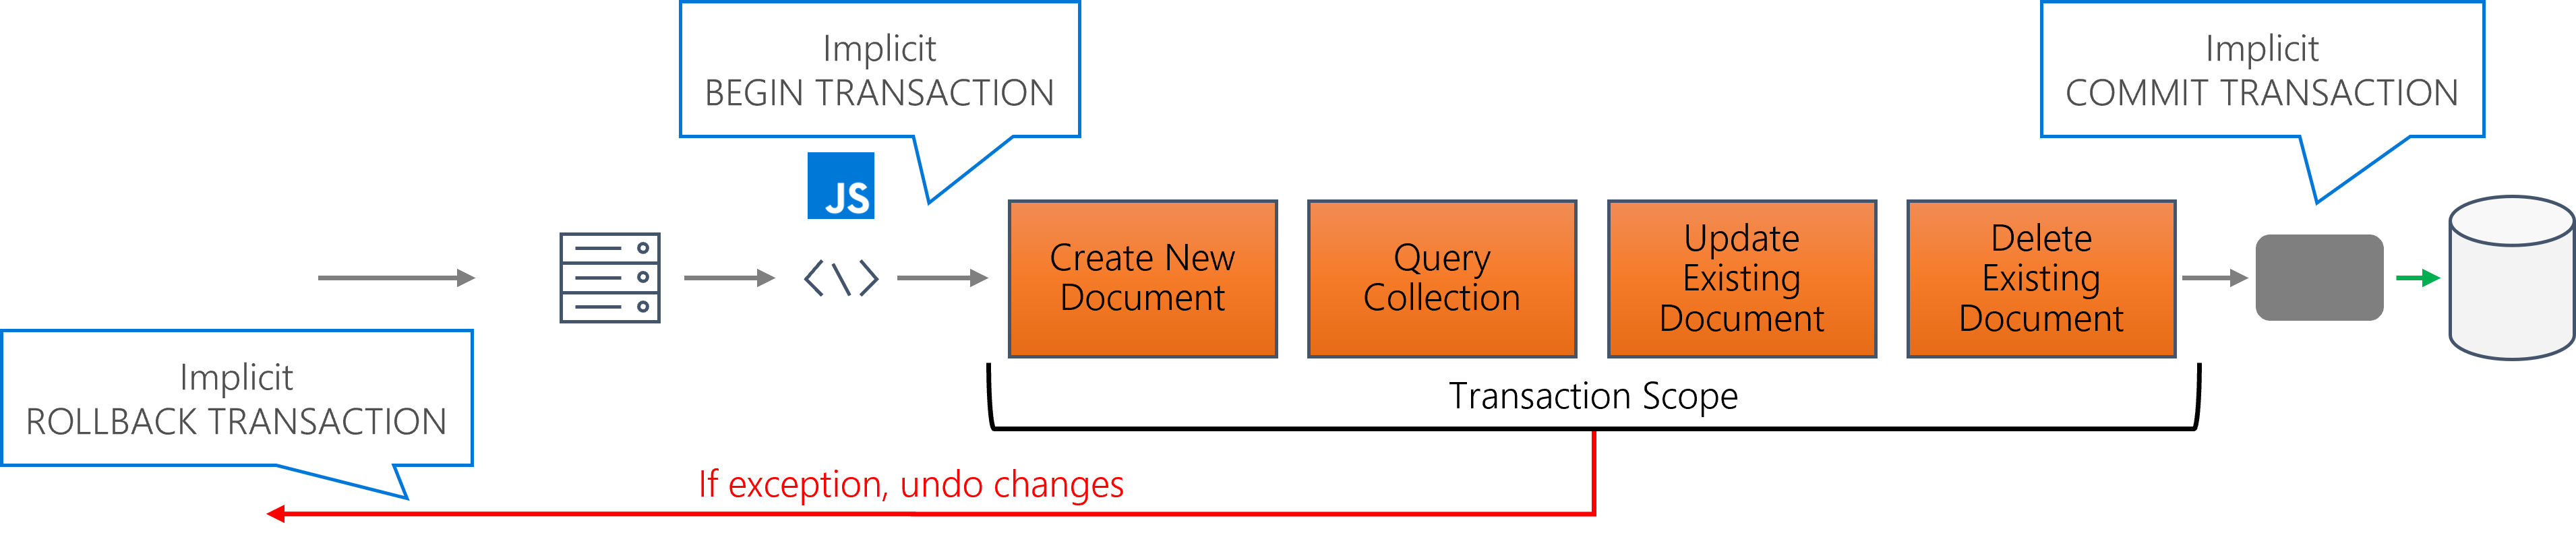 Implicit
BEGIN TRANSACTION
Implicit
COMMIT TRANSACTION
JS
Create New
Document
Query
Collection
Update
Existing
Document
Delete
Existing
Document
Implicit
ROLLBACK TRANSACTION
Transaction Scope
If exception, undo changes